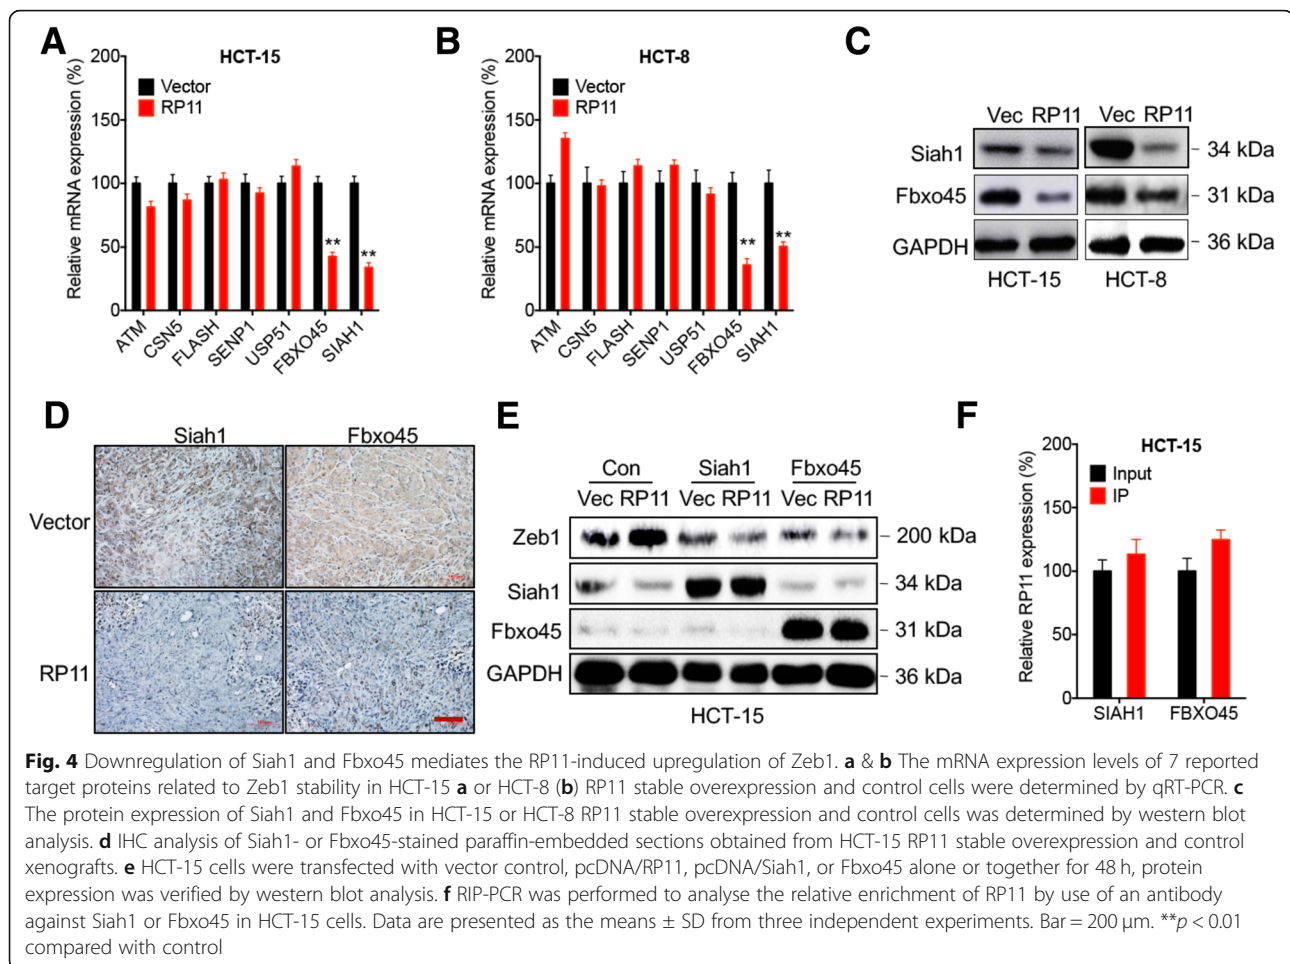 A
HCT-15
Relative mRNA expression (%)
200
150
100
50
0
Vector
RP11
**
**
ATM
CSN5
FLASH
SENP1
USP51
FBXO45
SIAH1
B
HCT-8
Relative mRNA expression (%)
200
150
100
50
0
Vector
RP11
**
**
ATM
CSN5
FLASH
SENP1
USP51
FBXO45
SIAH1
C
Vec RP11 Vec RP11
Siah1 - 34 kDa
Fbxo45 - 31 kDa
GAPDH - 36 kDa
HCT-15 HCT-8
D
Siah1 Fbxo45
Vector
RP11
E
Con Siah1 Fbxo45
Vec RP11 Vec RP11 Vec RP11
Zeb1 - 200 kDa
Siah1 - 34 kDa
Fbxo45 - 31 kDa
GAPDH - 36 kDa
HCT-15
F
HCT-15
Relative RP11 expression (%)
200
150
100
50
0
Input
IP
SIAH1 FBXO45
Fig. 4 Downregulation of Siah1 and Fbxo45 mediates the RP11-induced upregulation of Zeb1. a & b The mRNA expression levels of 7 reported
target proteins related to Zeb1 stability in HCT-15 a or HCT-8 (b) RP11 stable overexpression and control cells were determined by qRT-PCR. c
The protein expression of Siah1 and Fbxo45 in HCT-15 or HCT-8 RP11 stable overexpression and control cells was determined by western blot
analysis. d IHC analysis of Siah1- or Fbxo45-stained paraffin-embedded sections obtained from HCT-15 RP11 stable overexpression and control
xenografts. e HCT-15 cells were transfected with vector control, pcDNA/RP11, pcDNA/Siah1, or Fbxo45 alone or together for 48 h, protein
expression was verified by western blot analysis. f RIP-PCR was performed to analyse the relative enrichment of RP11 by use of an antibody
against Siah1 or Fbxo45 in HCT-15 cells. Data are presented as the means ± SD from three independent experiments. Bar = 200 μm. **p < 0.01
compared with control